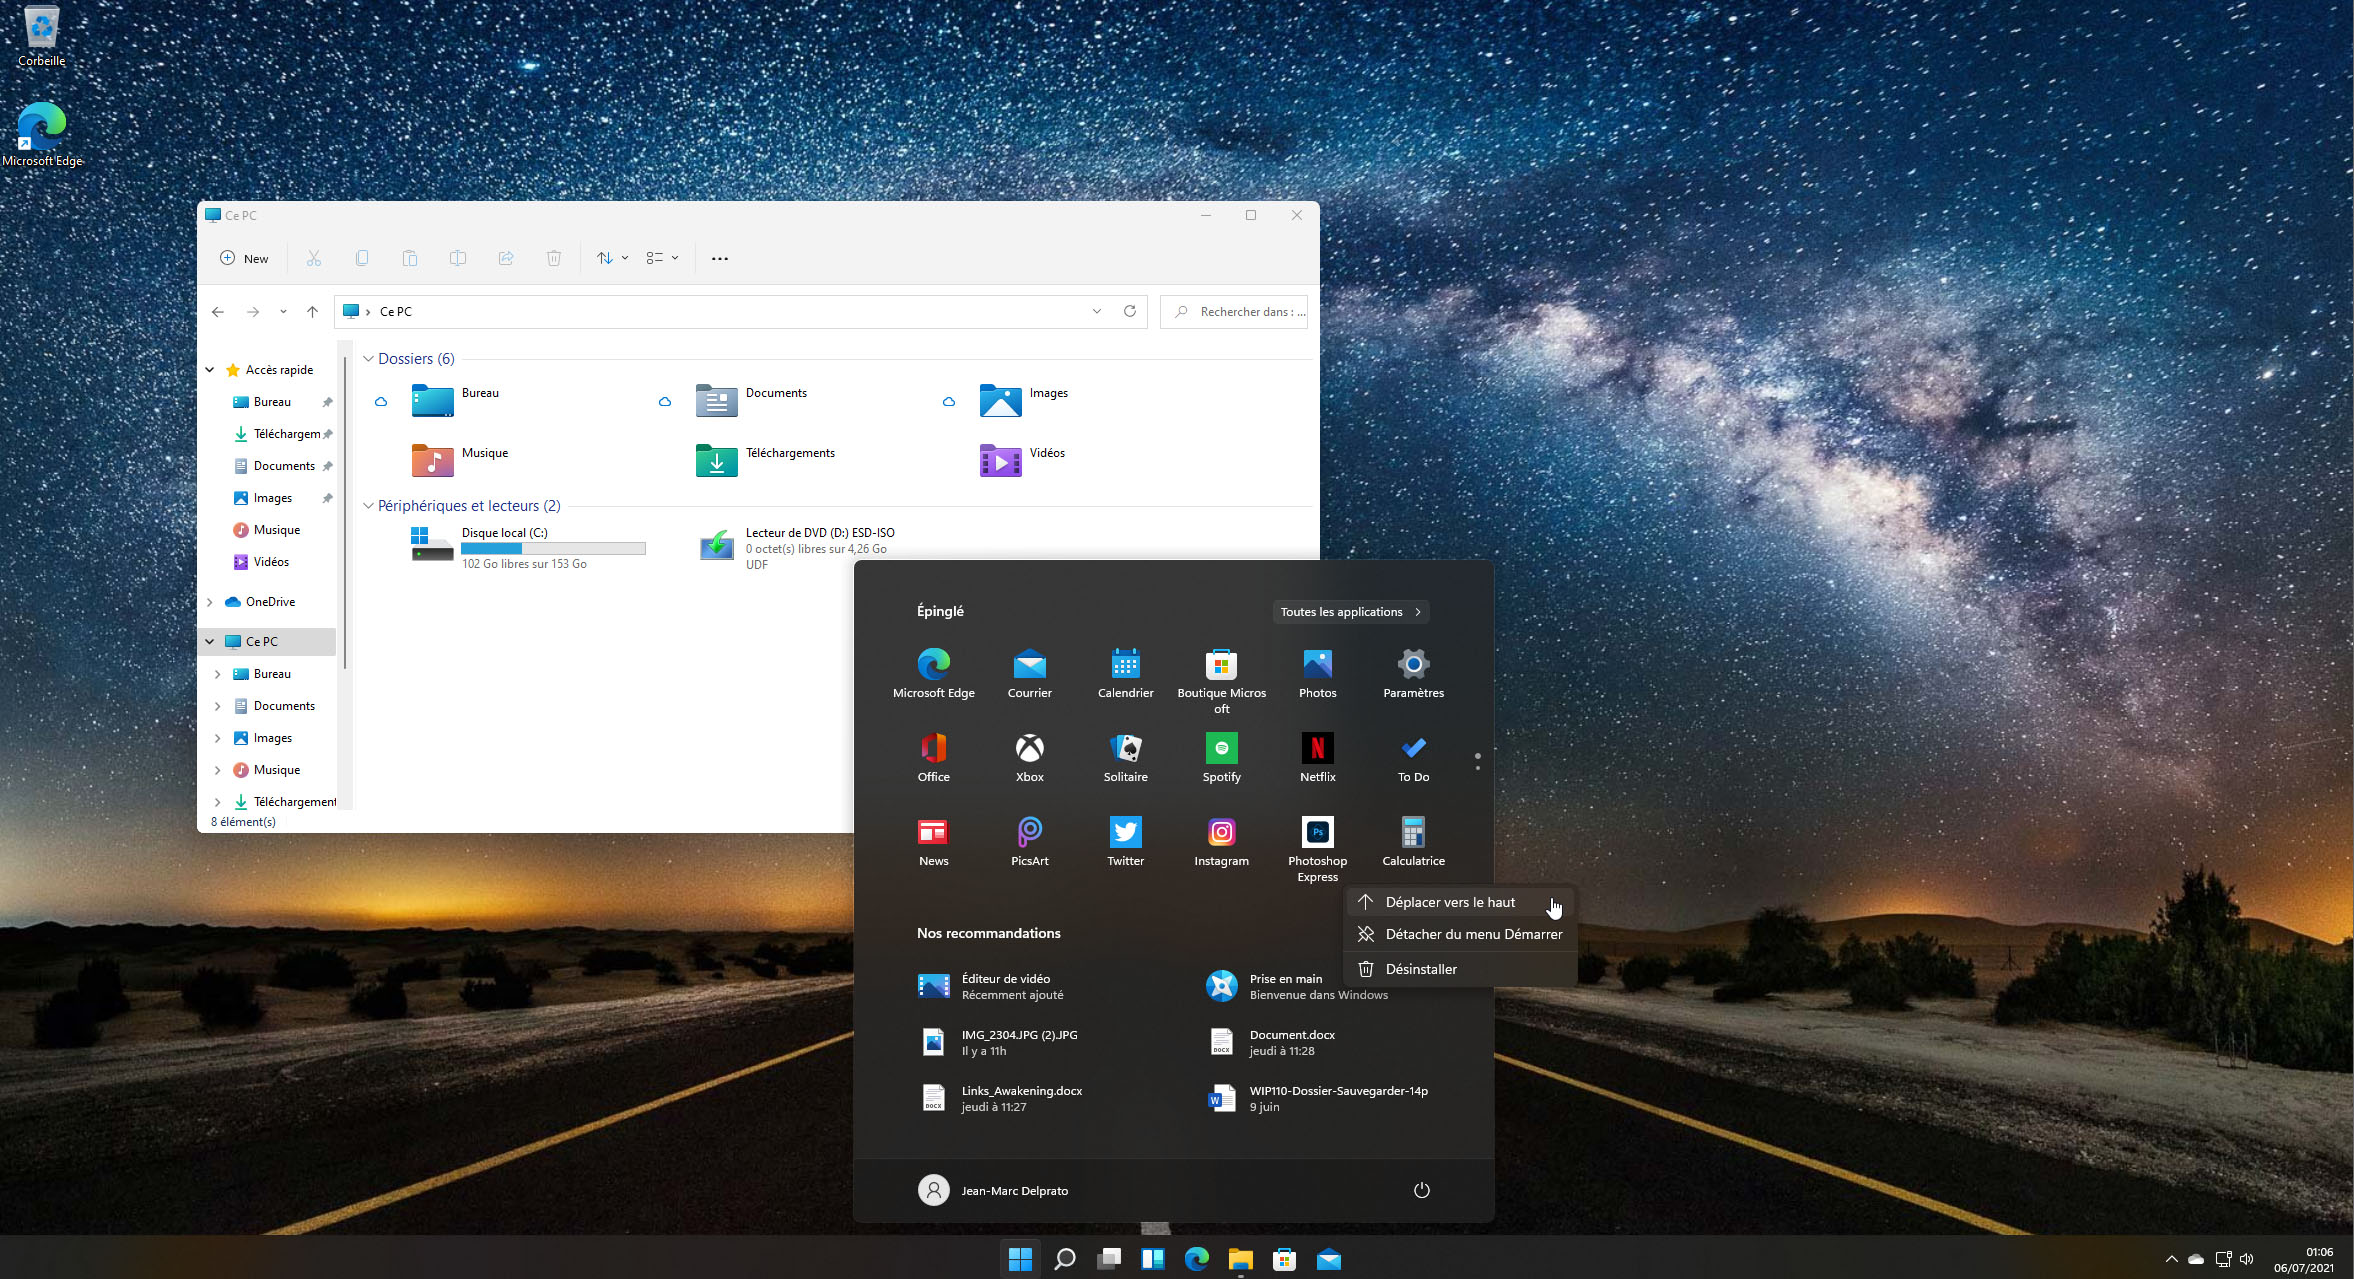 Corbeille
Microsoft Edge
Ce PC
New
Ce PC
Rechercher dans : ...
Accès rapide
Bureau
Téléchargem
Documents
Images
Musique
Vidéos
OneDrive
Ce PC
Bureau
Documents
Images
Musique
Téléchargement
8 élément(s)
Dossiers (6)
Bureau
Documents
Images
Musique
Téléchargements
Vidéos
Périphériques et lecteurs (2)
Disque local (C:)
102 Go libres sur 153 Go
Lecteur de DVD (D:) ESD-ISO
0 octet(s) libres sur 4,26 Go
UDF
Épinglé
Toutes les applications
Microsoft Edge
Courrier
Calendrier
Boutique Micros
oft
Photos
Paramètres
Office
Xbox
Solitaire
Spotify
Netflix
To Do
News
PicsArt
Twitter
Instagram
Ps
Photoshop
Express
Calculatrice
Déplacer vers le haut
Détacher du menu Démarrer
Désinstaller
Nos recommandations
Éditeur de vidéo
Récemment ajouté
Prise en main
Bienvenue dans Windows
IMG_2304.JPG (2).JPG
Il y a 11h
DOCX
Document.docx
jeudi à 11:28
DOCX
Links_Awakening.docx
jeudi à 11:27
WIP110-Dossier-Sauvegarder-14p
9 juin
Jean-Marc Delprato
01:06
06/07/2021